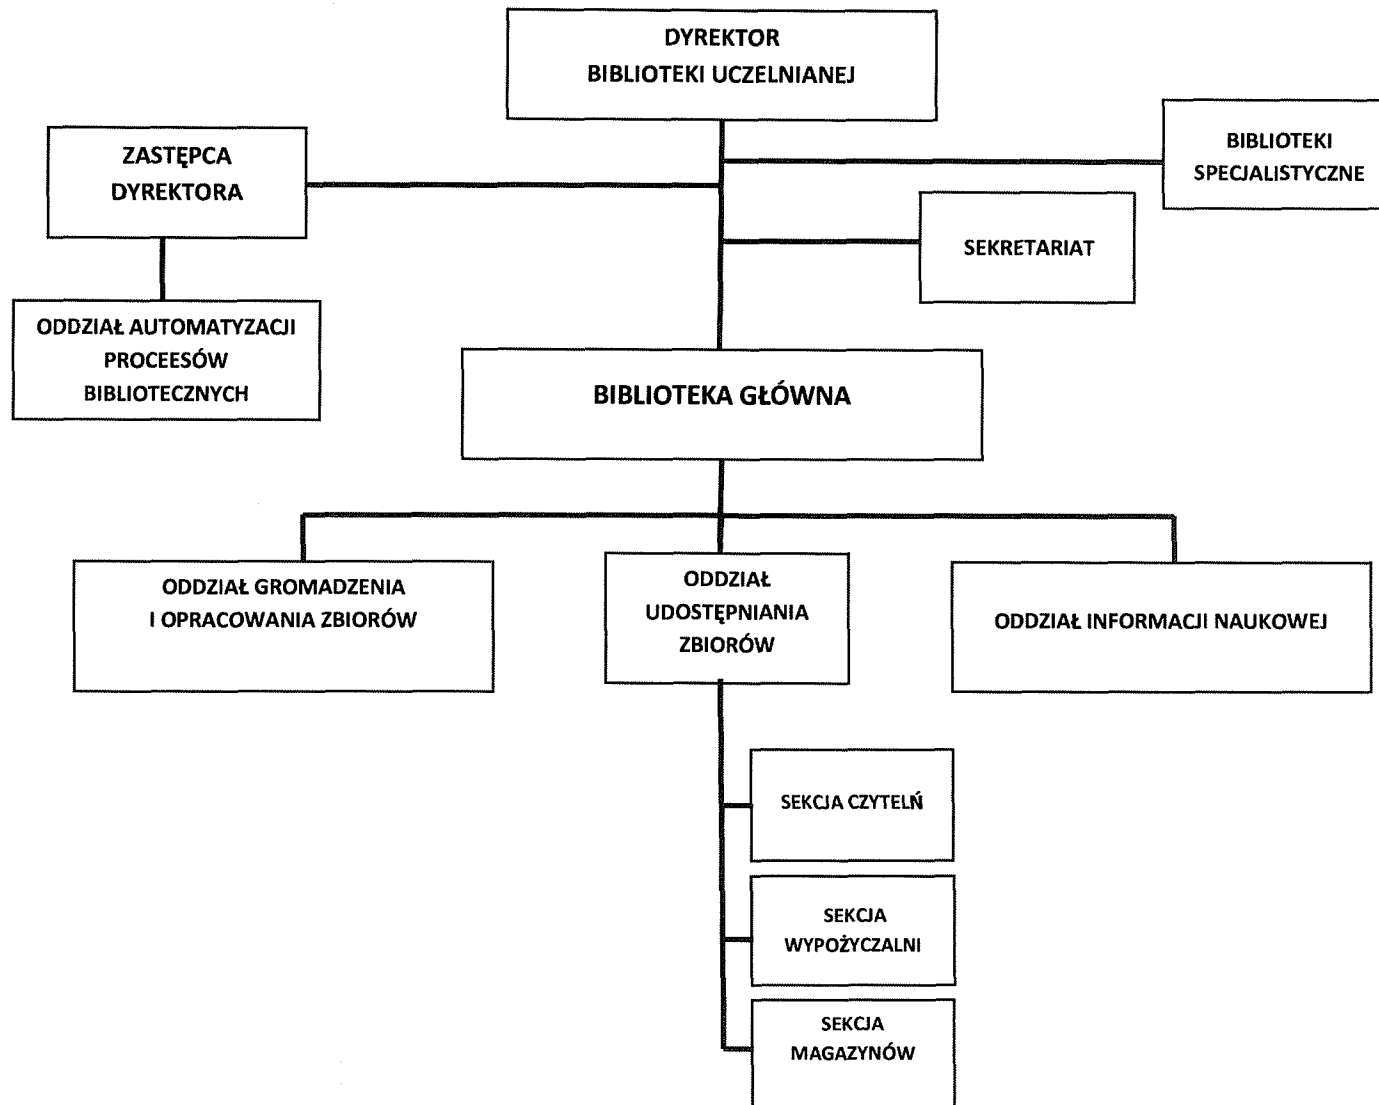 DYREKTOR
BIBLIOTEKI UCZELNIANEJ
ZASTĘPCA
DYREKTORA
BIBLIOTEKI
SPECJALISTYCZNE
SEKRETARIAT
ODDZIAŁ AUTOMATYZACJI
PROCEESÓW
BIBLIOTECZNYCH
BIBLIOTEKA GŁÓWNA
ODDZIAŁ GROMADZENIA
I OPRACOWANIA ZBIORÓW
ODDZIAŁ
UDOSTĘPNIANIA
ZBIORÓW
ODDZIAŁ INFORMACJI NAUKOWEJ
SEKCJA CZYTELŃ
SEKCJA
WYPOŻYCZALNI
SEKCJA
MAGAZYNÓW